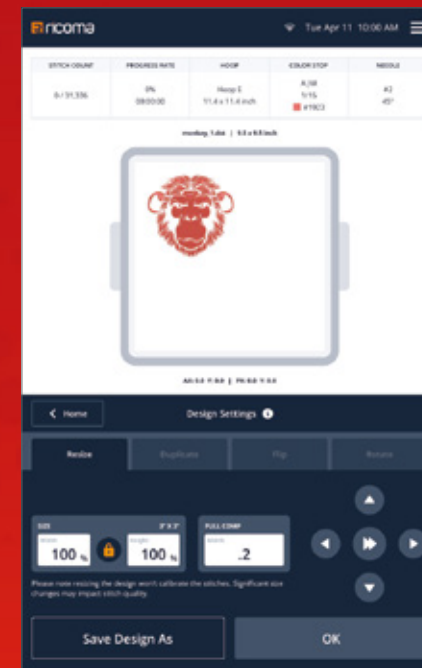 ricoma
Tue Apr 11 10:00 AM
STITCH COUNT PROGRESS RATE HOOP COLOR STOP NEEDLE
0 / 31,336 0% Hoop E 1/15 #2
00:00:00 11.4 x 11.4 inch 45°
Home
Design Settings
Resize Duplicate Flip Rotate
SIZE 3" X 3" PULL COMP
100 % 100 % .2
Please note resizing the design won't calibrate the stitches. Significant size
changes may impact stitch quality.
Save Design As OK